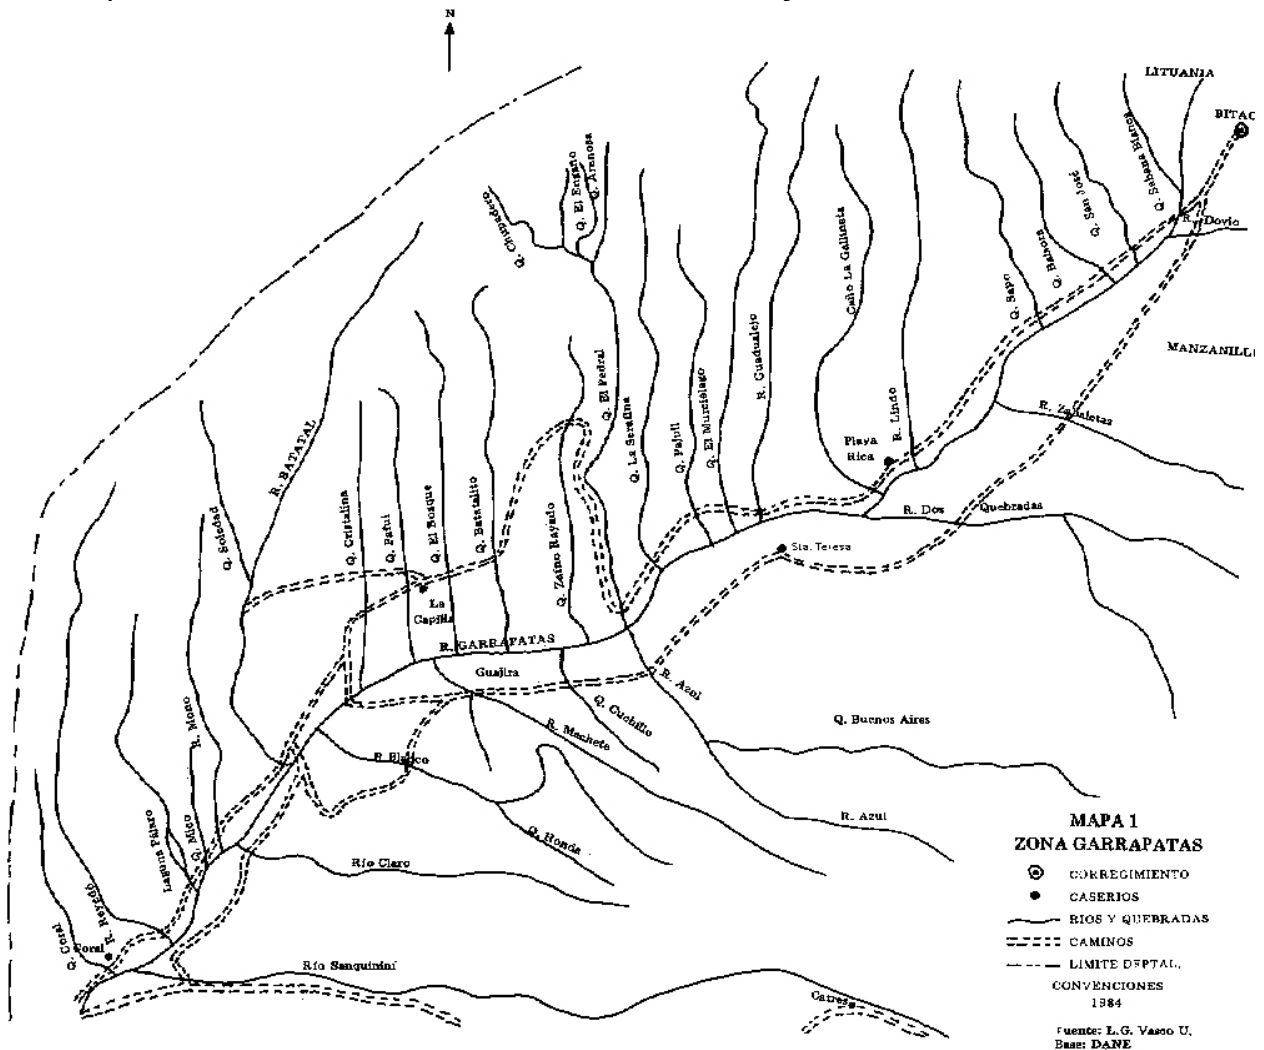 N
LITUANIA
BITAC
Q. Sabana Blanca
R. Dovio
Q. San José
Q. El Engaño
Q. Arenosa
Q. Chupadero
Caño La Gallineta
Q. Sapo
MANZANILL
R. Guadualejo
Q. El Pedral
Q. La Serafina
Q. Pajuil
Q. El Murciélago
R. Lindo
R. Zabaletas
Playa
Rica
R. BATATAL
Q. Soledad
Q. Cristalina
Q. El Bosque
Q. Batatalito
Q. Zaino Rayado
R. Dos Quebradas
Sta. Teresa
La
Capilla
R. GARRAPATAS
Guajira
R. Azul
Q. Cuchillo
R. Machete
Q. Buenos Aires
R. Mono
R. Blanco
R. Azul
Q. Honda
Laguna Pájaro
Q. Mico
Río Claro
Q. Coral
Coral
Río Sanquininí
MAPA 1
ZONA GARRAPATAS
CORREGIMIENTO
CASERIOS
RIOS Y QUEBRADAS
CAMINOS
LIMITE DEPTAL.
CONVENCIONES
1984
Fuente: L.G. Vasco U.
Base: DANE